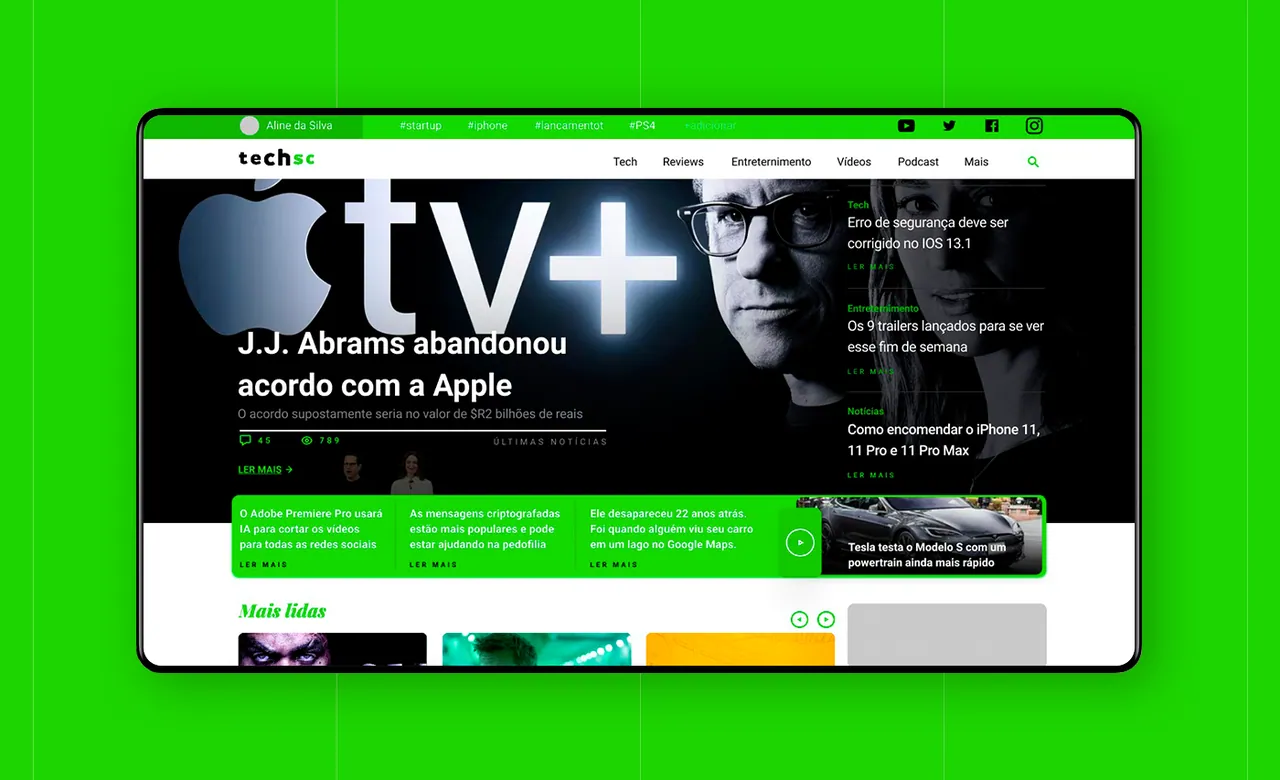 Aline da Silva
#startup
#iphone
#lancamentot
#PS4
+adicionar
techsc
Tech
Reviews
Entreternimento
Vídeos
Podcast
Mais
tv+
J.J. Abrams abandonou
acordo com a Apple
O acordo supostamente seria no valor de $R2 bilhões de reais
45
789
ÚLTIMAS NOTÍCIAS
LER MAIS
Tech
Erro de segurança deve ser
corrigido no IOS 13.1
LER MAIS
Entreternimento
Os 9 trailers lançados para se ver
esse fim de semana
LER MAIS
Notícias
Como encomendar o iPhone 11,
11 Pro e 11 Pro Max
LER MAIS
O Adobe Premiere Pro usará
IA para cortar os vídeos
para todas as redes sociais
LER MAIS
As mensagens criptografadas
estão mais populares e pode
estar ajudando na pedofilia
LER MAIS
Ele desapareceu 22 anos atrás.
Foi quando alguém viu seu carro
em um lago no Google Maps.
LER MAIS
Tesla testa o Modelo S com um
powertrain ainda mais rápido
Mais lidas